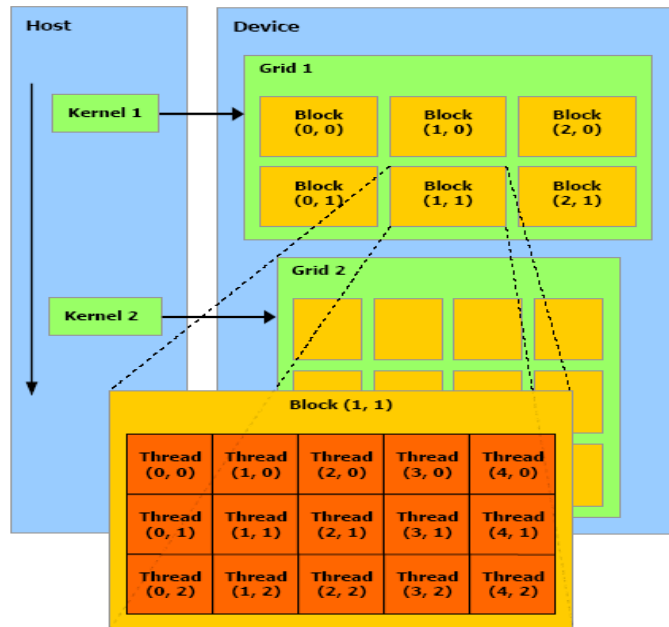 Host
Device
Grid 1
Kernel 1
Block
(0, 0)
Block
(1, 0)
Block
(2, 0)
Block
(0, 1)
Block
(1, 1)
Block
(2, 1)
Grid 2
Kernel 2
Block (1, 1)
Thread
(0, 0)
Thread
(1, 0)
Thread
(2, 0)
Thread
(3, 0)
Thread
(4, 0)
Thread
(0, 1)
Thread
(1, 1)
Thread
(2, 1)
Thread
(3, 1)
Thread
(4, 1)
Thread
(0, 2)
Thread
(1, 2)
Thread
(2, 2)
Thread
(3, 2)
Thread
(4, 2)